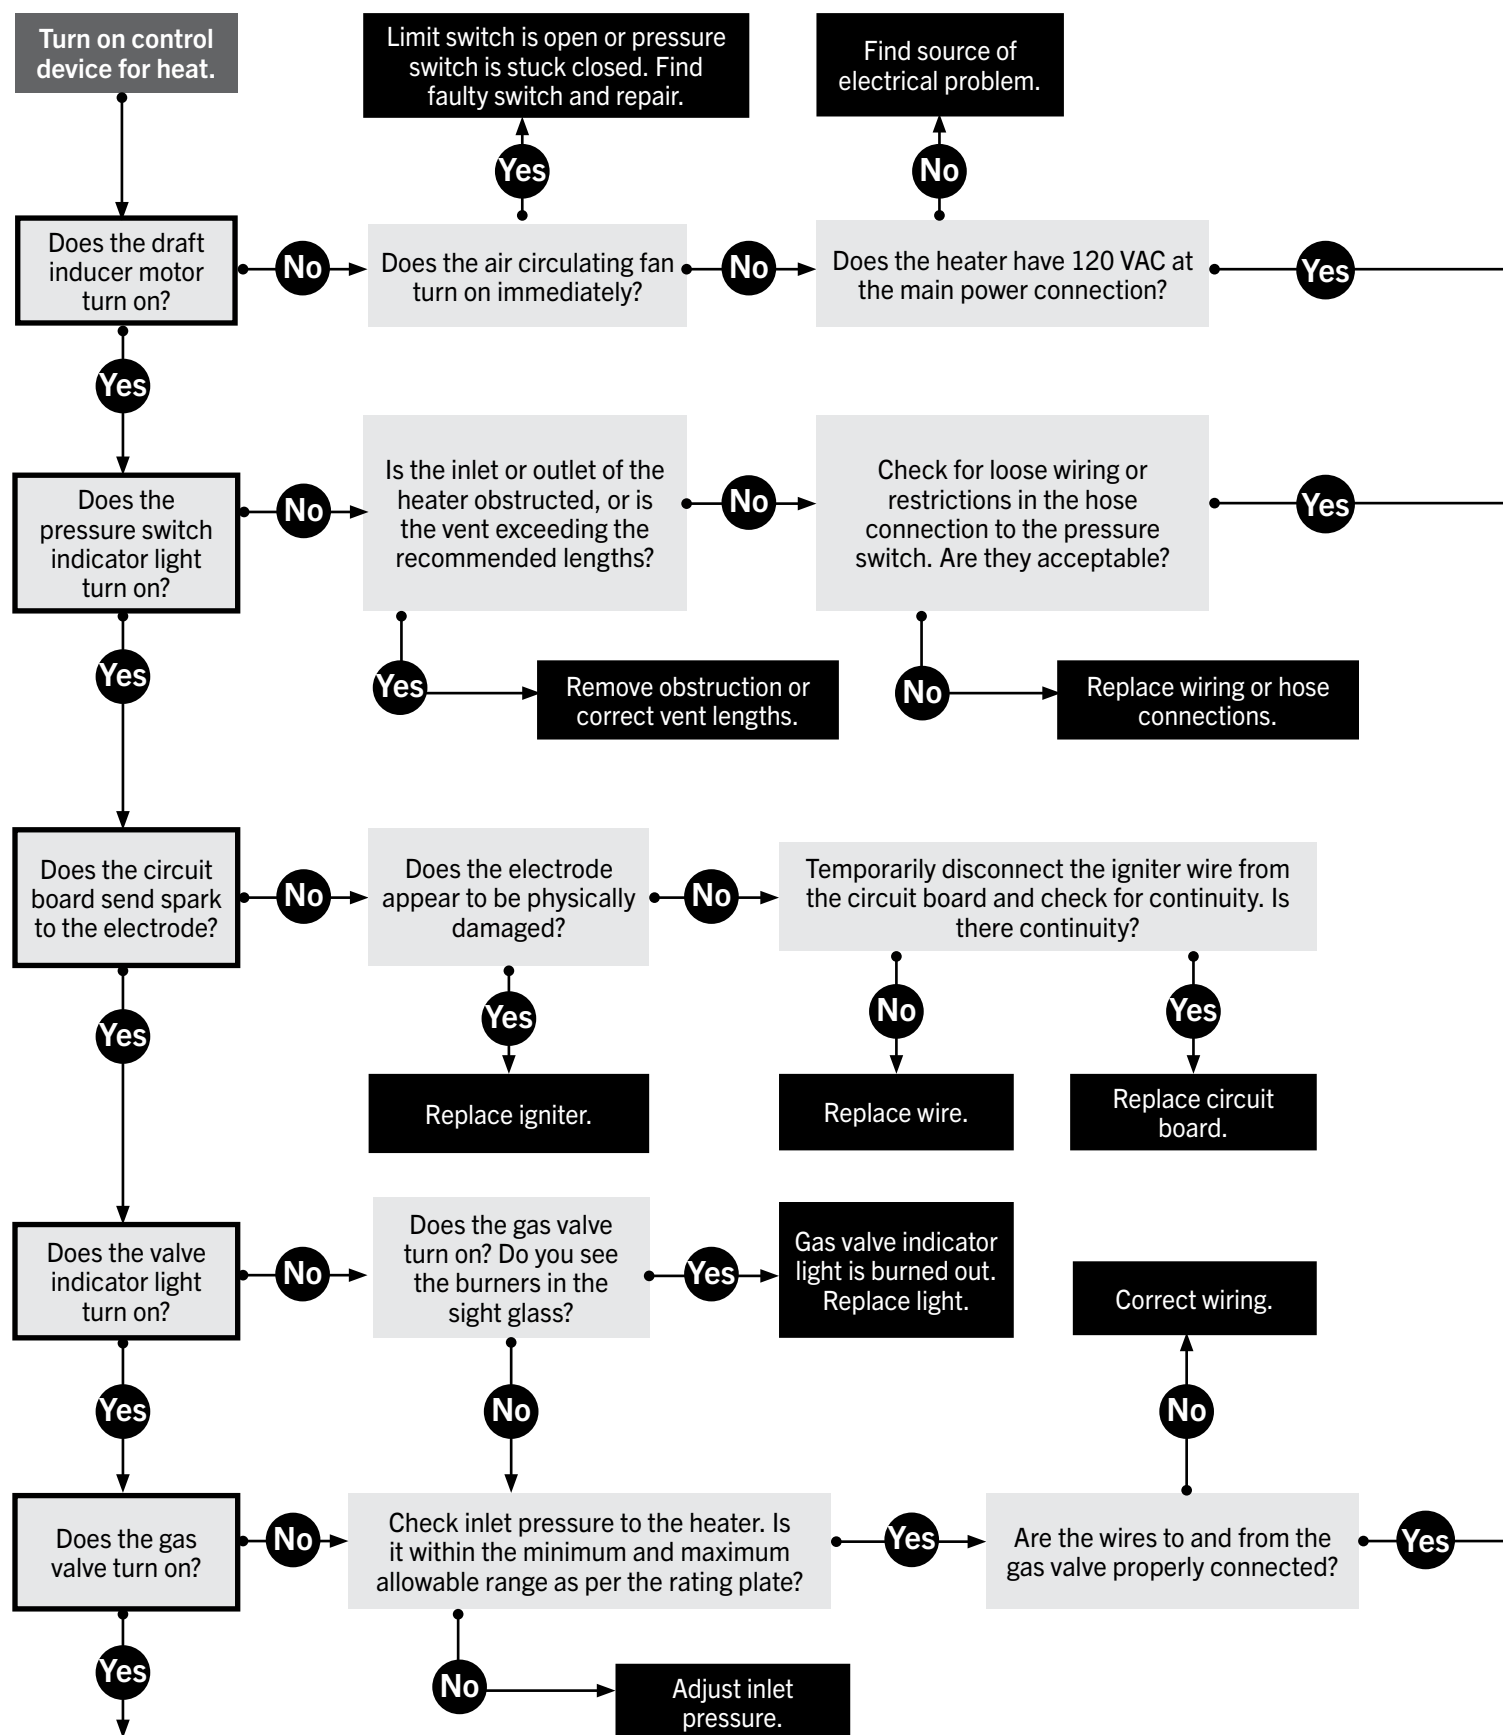 Turn on control
device for heat.
Limit switch is open or pressure
switch is stuck closed. Find
faulty switch and repair.
Find source of
electrical problem.
Yes
No
Does the draft
inducer motor
turn on?
No
Does the air circulating fan
turn on immediately?
No
Does the heater have 120 VAC at
the main power connection?
Yes
Yes
Does the
pressure switch
indicator light
turn on?
No
Is the inlet or outlet of the
heater obstructed, or is
the vent exceeding the
recommended lengths?
No
Check for loose wiring or
restrictions in the hose
connection to the pressure
switch. Are they acceptable?
Yes
Yes
Yes
Remove obstruction or
correct vent lengths.
No
Replace wiring or hose
connections.
Does the circuit
board send spark
to the electrode?
No
Does the electrode
appear to be physically
damaged?
No
Temporarily disconnect the igniter wire from
the circuit board and check for continuity. Is
there continuity?
Yes
Yes
No
Yes
Replace igniter.
Replace wire.
Replace circuit
board.
Does the valve
indicator light
turn on?
No
Does the gas valve
turn on? Do you see
the burners in the
sight glass?
Yes
Gas valve indicator
light is burned out.
Replace light.
Correct wiring.
Yes
No
No
Does the gas
valve turn on?
No
Check inlet pressure to the heater. Is
it within the minimum and maximum
allowable range as per the rating plate?
Yes
Are the wires to and from the
gas valve properly connected?
Yes
Yes
No
Adjust inlet
pressure.